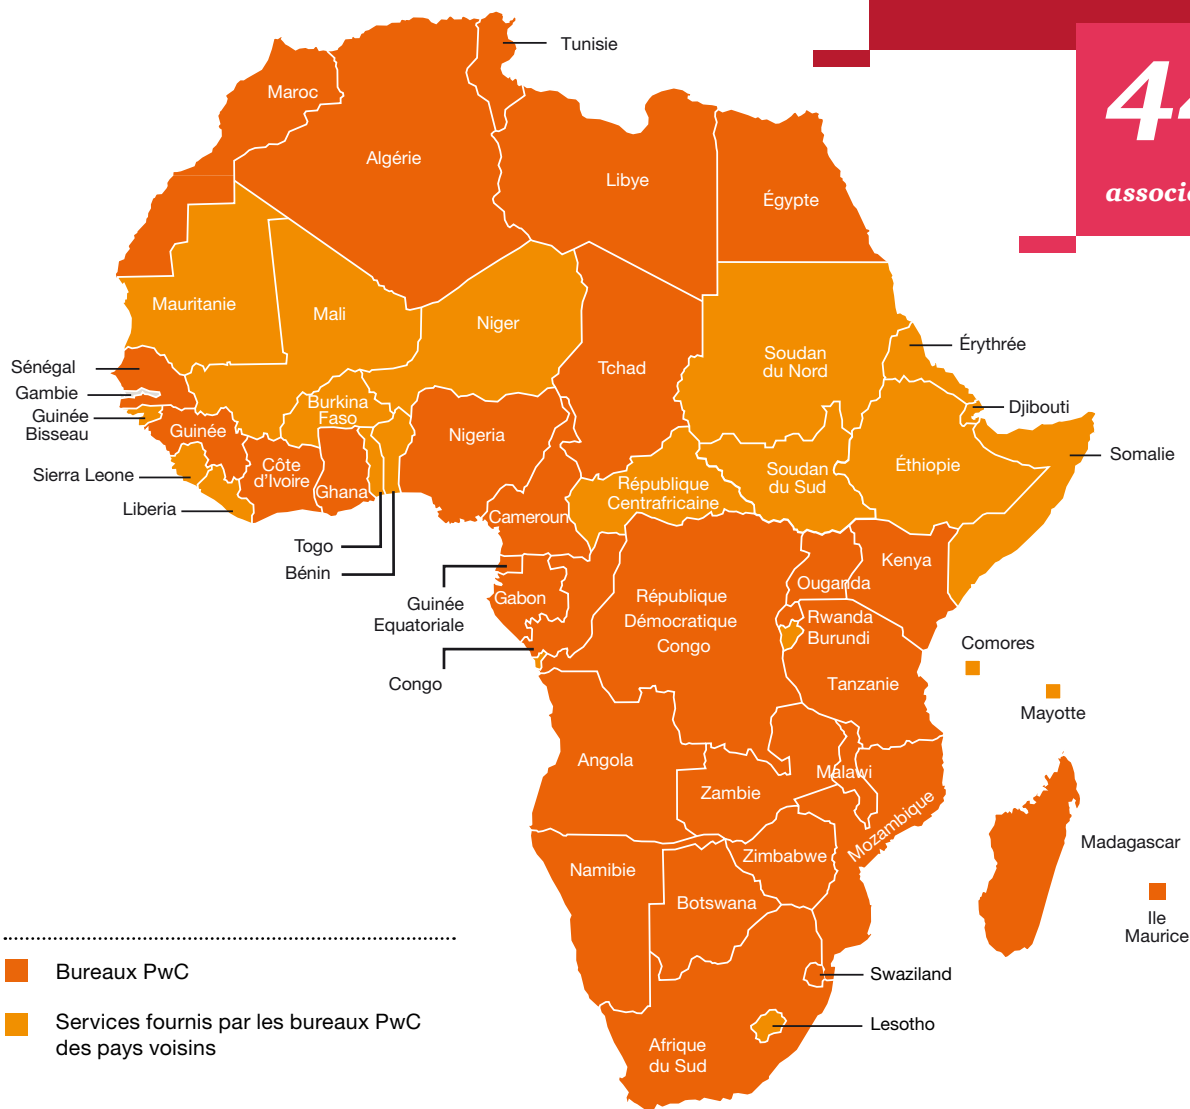 Tunisie
Maroc
Algérie
Libye
Égypte
Mauritanie
Mali
Niger
Tchad
Soudan
du Nord
Érythrée
Sénégal
Gambie
Guinée
Bisseau
Burkina
Faso
Djibouti
Guinée
Nigeria
Somalie
Sierra Leone
Côte
d'Ivoire
Ghana
République
Centrafricaine
Soudan
du Sud
Éthiopie
Liberia
Cameroun
Togo
Bénin
Kenya
Ouganda
Guinée
Equatoriale
Gabon
République
Démocratique
Congo
Rwanda
Burundi
Comores
Congo
Tanzanie
Mayotte
Angola
Zambie
Malawi
Mozambique
Madagascar
Namibie
Zimbabwe
Botswana
Ile
Maurice
Swaziland
Lesotho
Afrique
du Sud
Bureaux PwC
Services fournis par les bureaux PwC
des pays voisins